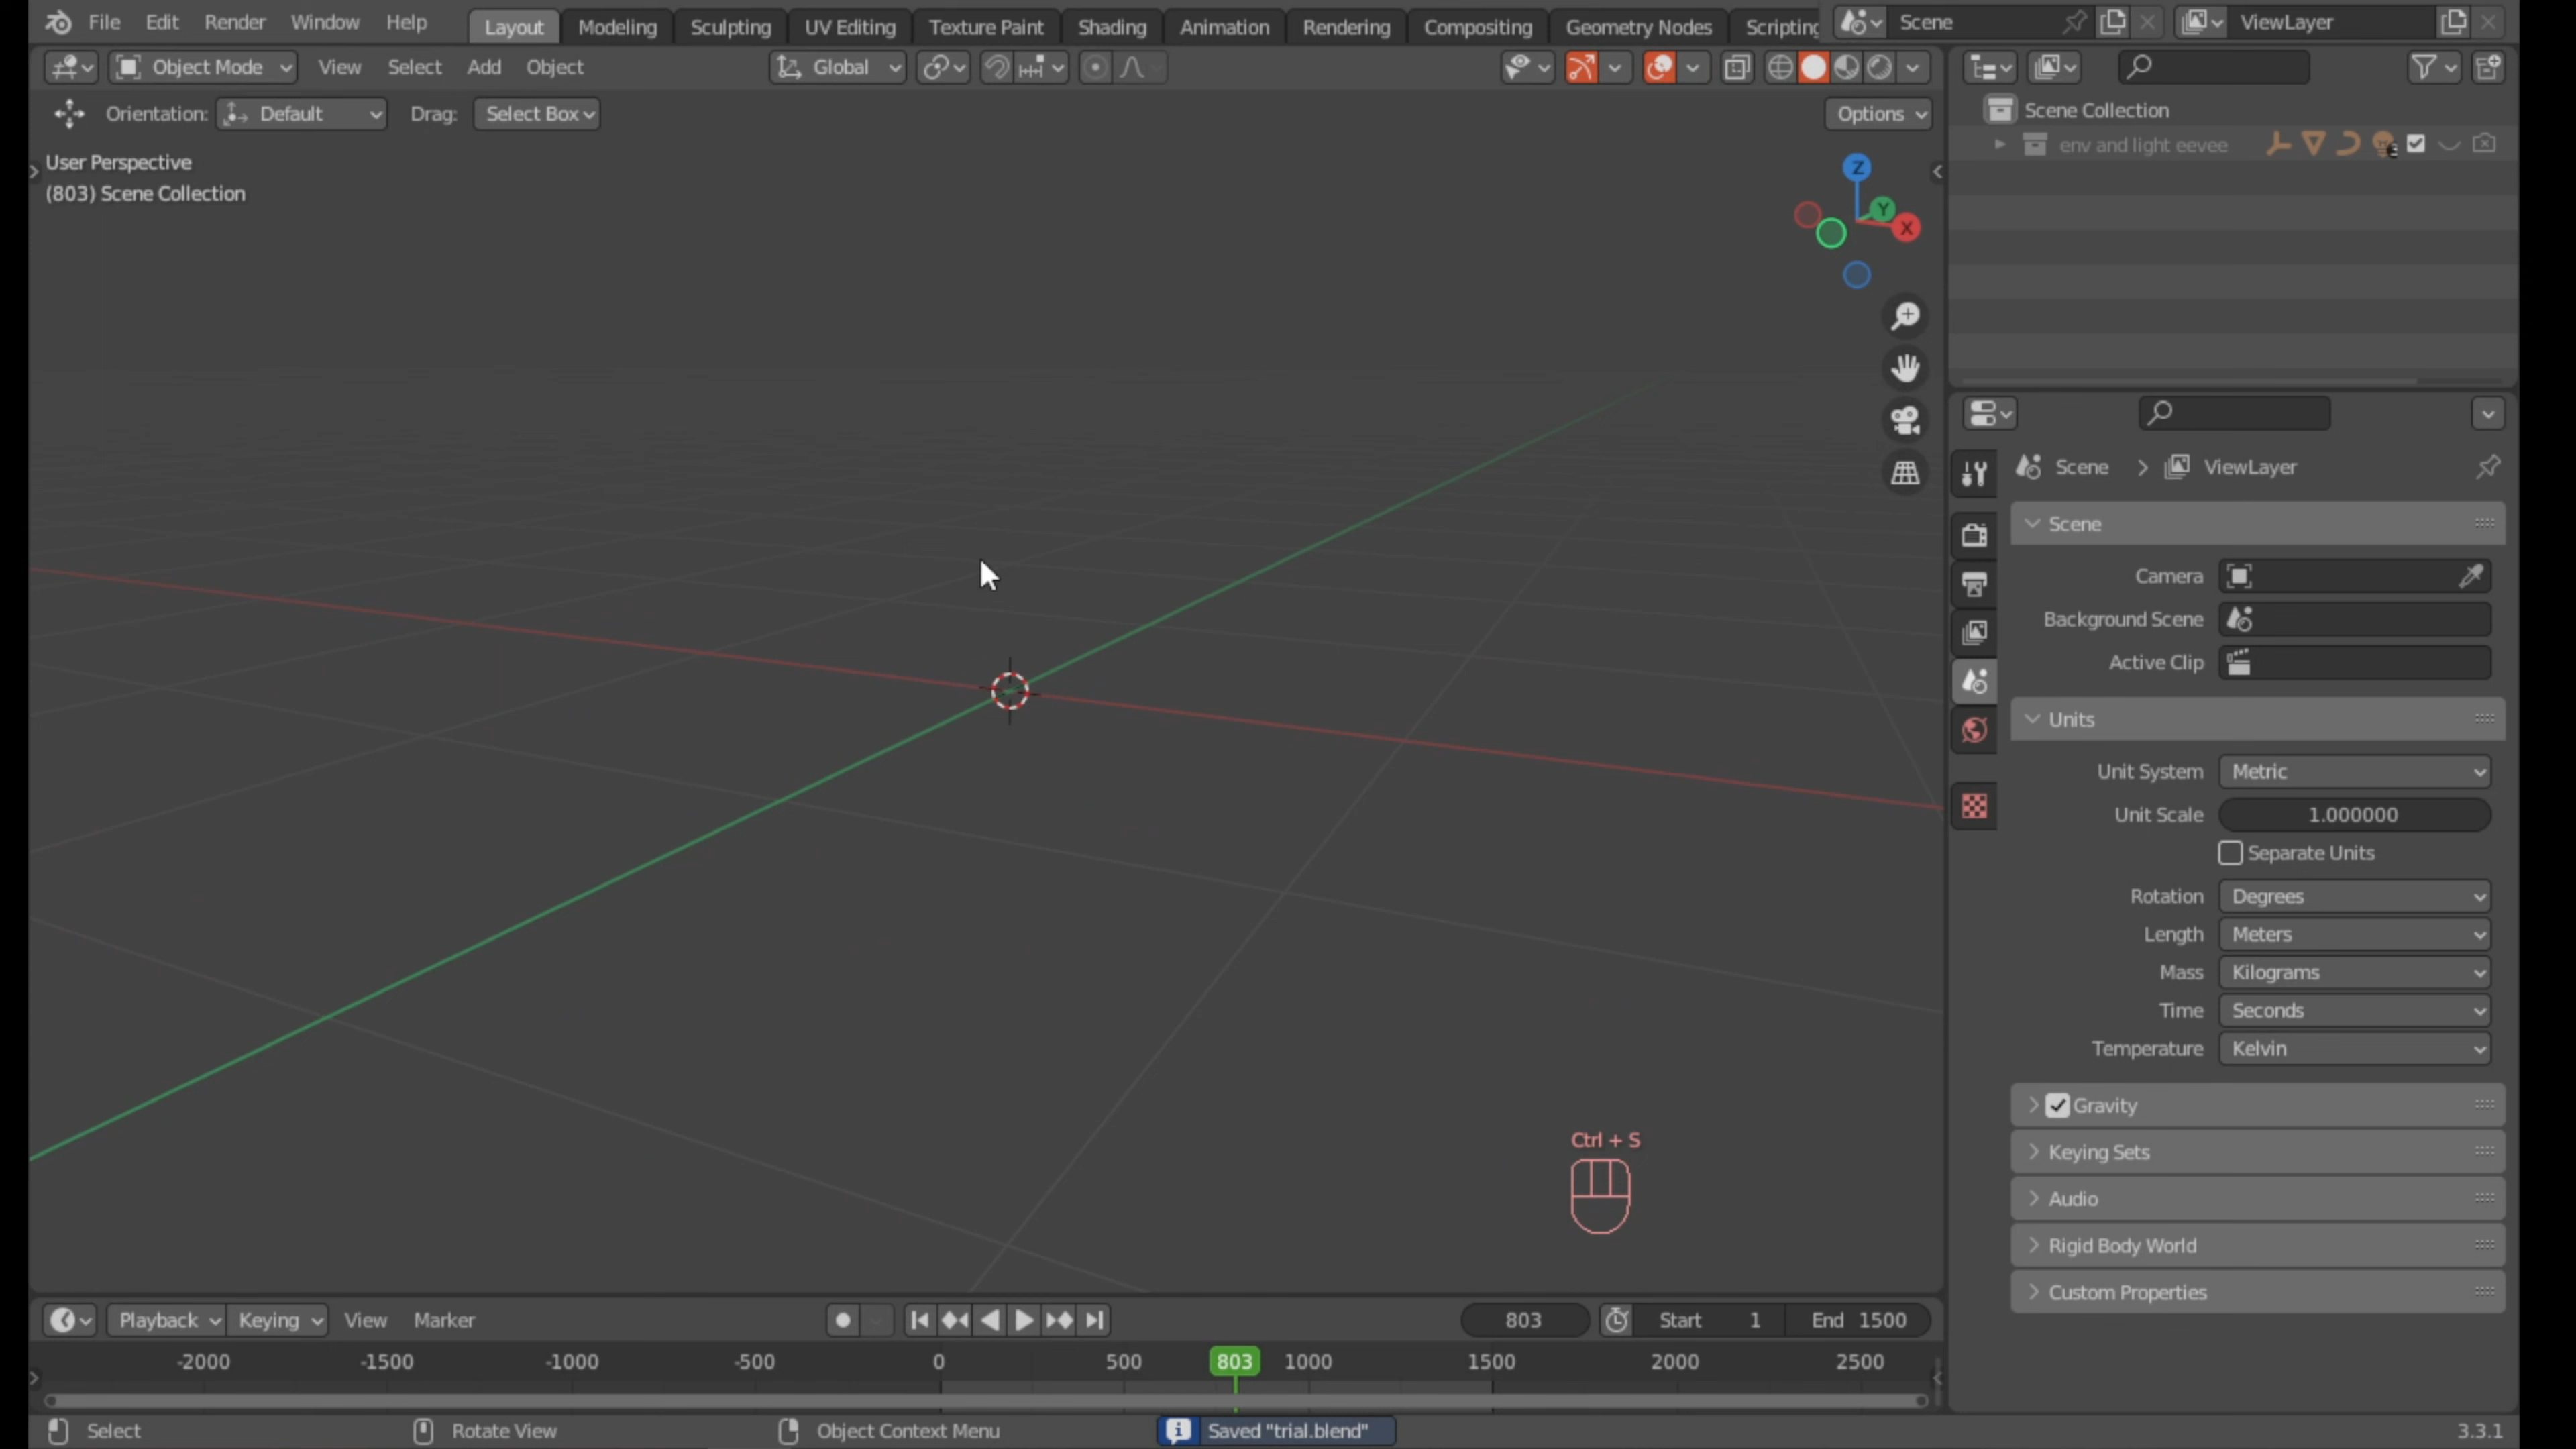 File Edit Render Window Help Layout Modeling Sculpting UV Editing Texture Paint Shading Animation Rendering Compositing Geometry Nodes Scripting Scene ViewLayer
Object Mode View Select Add Object Global
Orientation: Default Drag: Select Box Options
User Perspective
(803) Scene Collection
Z
Y
X
Scene Collection
env and light eevee
Scene > ViewLayer
Scene
Camera
Background Scene
Active Clip
Units
Unit System Metric
Unit Scale 1.000000
Separate Units
Rotation Degrees
Length Meters
Mass Kilograms
Time Seconds
Temperature Kelvin
Gravity
Keying Sets
Audio
Rigid Body World
Custom Properties
Ctrl + S
Playback Keying View Marker 803 Start 1 End 1500
-2000 -1500 -1000 -500 0 500 803 1000 1500 2000 2500
Select Rotate View Object Context Menu Saved "trial.blend" 3.3.1